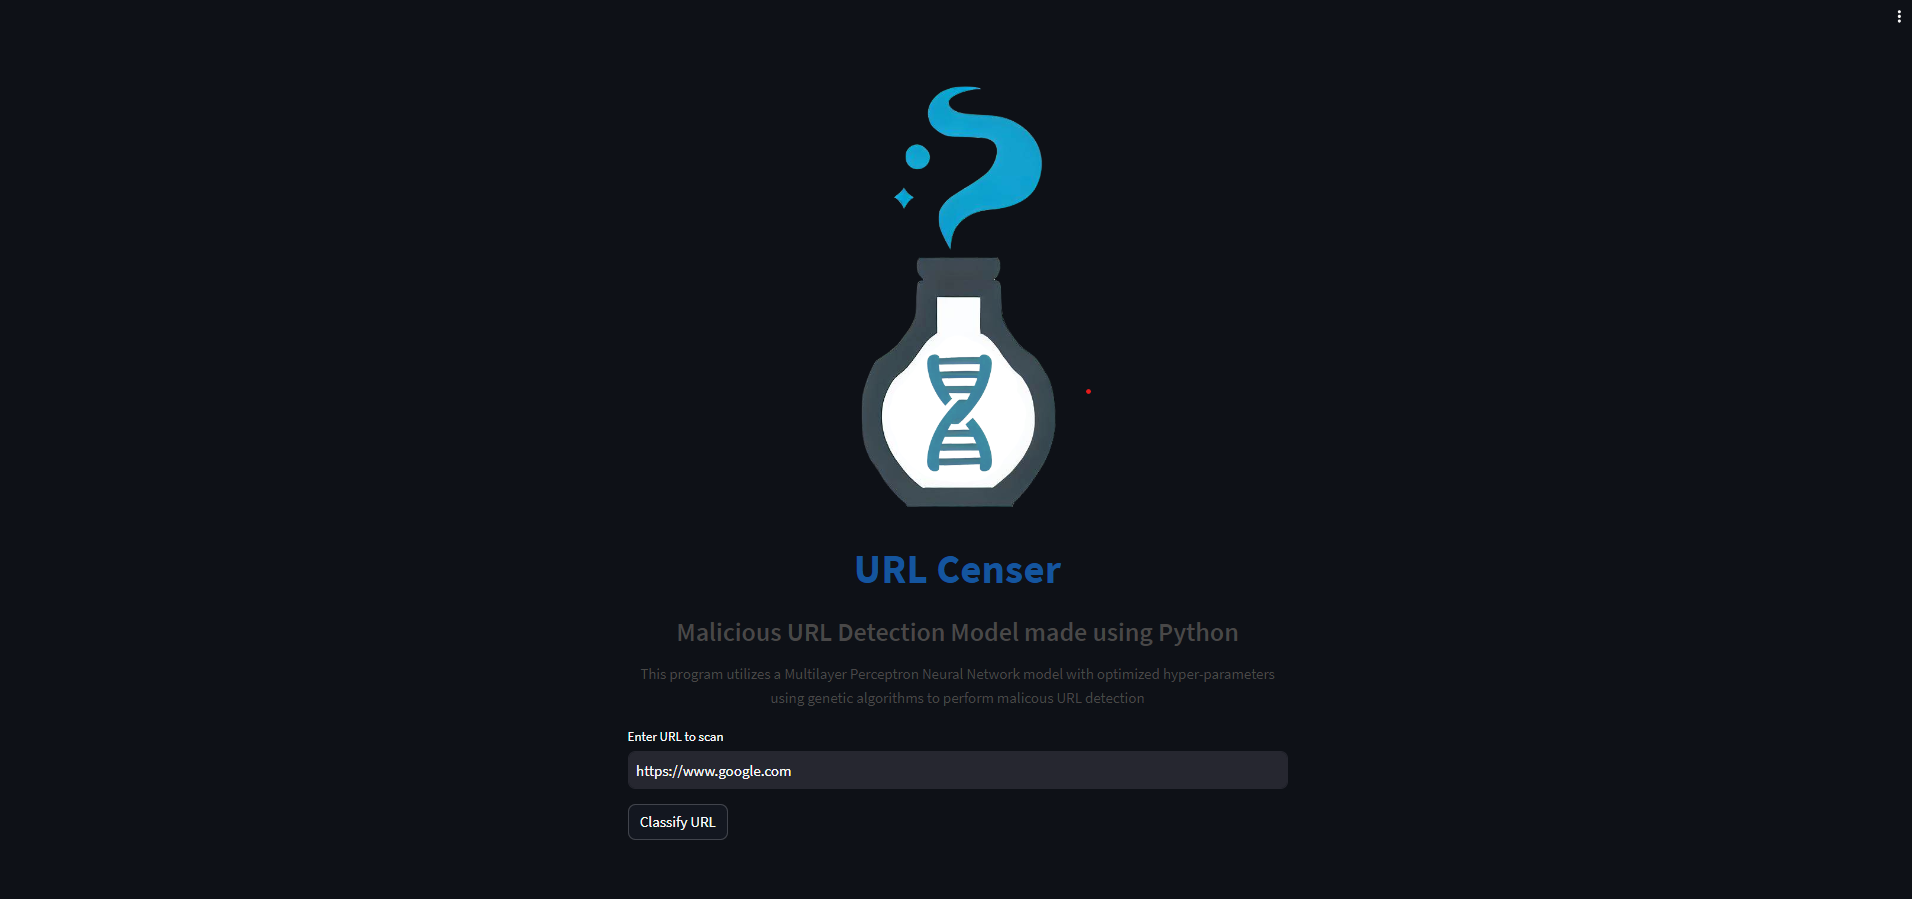 URL Censer
Malicious URL Detection Model made using Python
This program utilizes a Multilayer Perceptron Neural Network model with optimized hyper-parameters
using genetic algorithms to perform malicous URL detection
Enter URL to scan
https://www.google.com
Classify URL